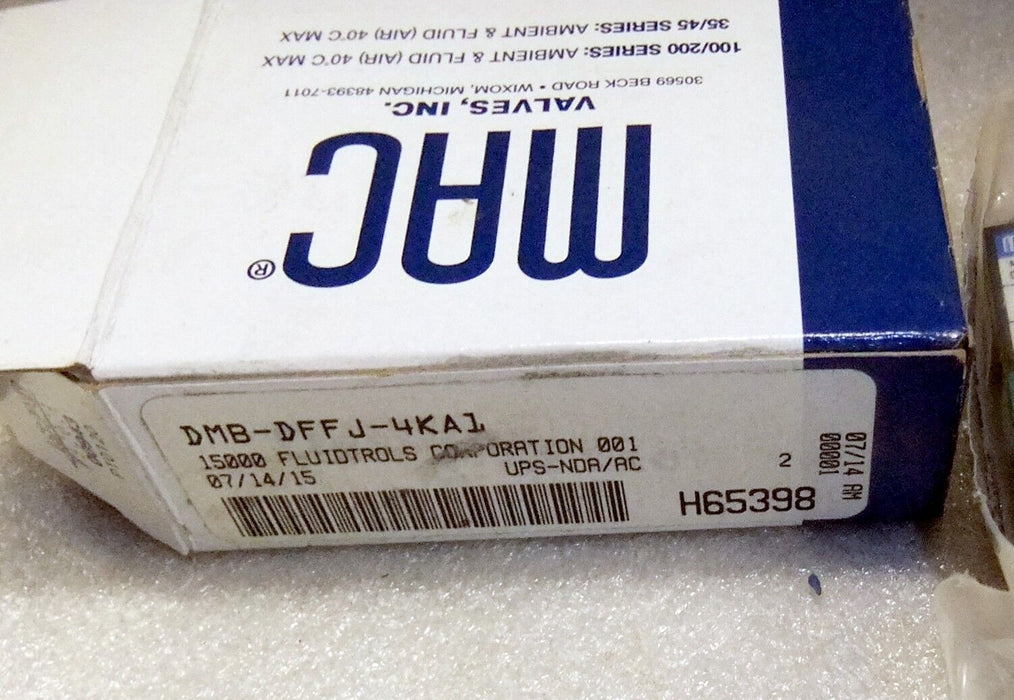 MAC®
VALVES, INC.
30569 BECK ROAD • WIXOM, MICHIGAN 48393-7011
100/200 SERIES: AMBIENT & FLUID (AIR) 40°C MAX
35/45 SERIES: AMBIENT & FLUID (AIR) 40°C MAX
DMB-DFFJ-4KA1
15000 FLUIDTROLS CORPORATION 001
07/14/15 UPS-NDA/AC 2
H65398
07/14 AM
00001